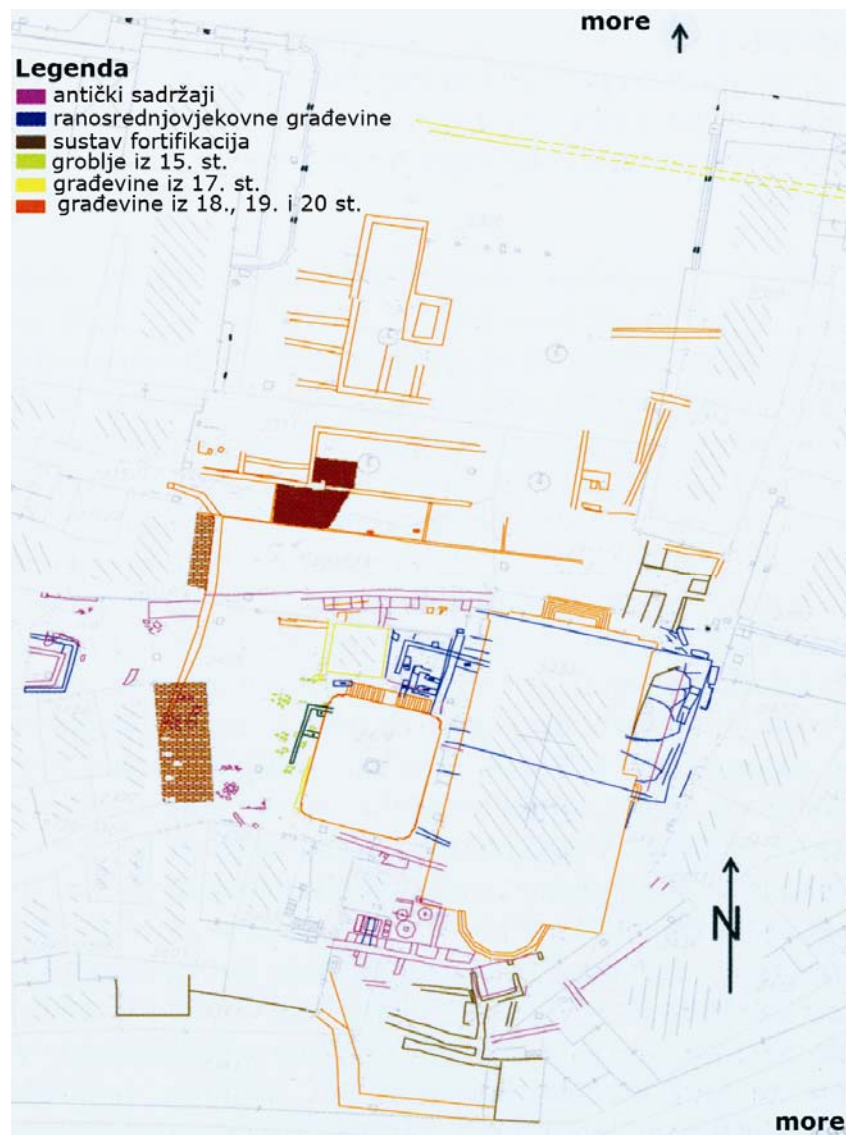 more
Legenda
antički sadržaji
ranosrednjovjekovne građevine
sustav fortifikacija
groblje iz 15. st.
građevine iz 17. st.
građevine iz 18., 19. i 20 st.
N
more